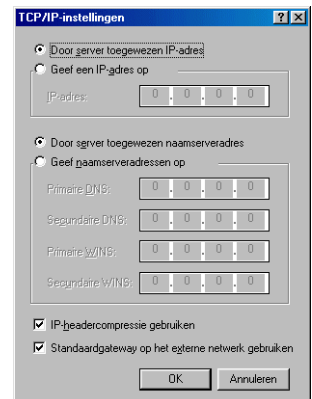 TCP/IP-instellingen
Door server toegewezen IP-adres
Geef een IP-adres op
IP-adres: 0 . 0 . 0 . 0
Door server toegewezen naamserveradres
Geef naamserveradressen op
Primaire DNS: 0 . 0 . 0 . 0
Secundaire DNS: 0 . 0 . 0 . 0
Primaire WINS: 0 . 0 . 0 . 0
Secundaire WINS: 0 . 0 . 0 . 0
IP-headercompressie gebruiken
Standaardgateway op het externe netwerk gebruiken
OK Annuleren